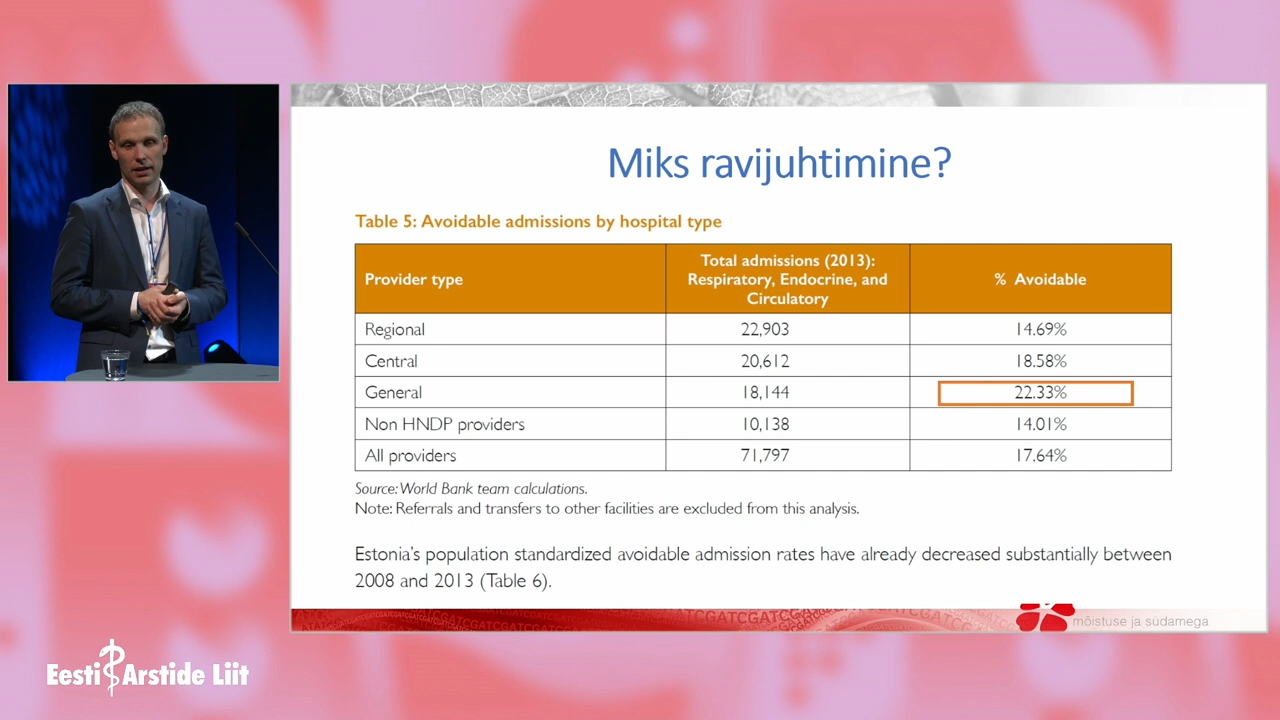 Miks ravijuhtimine?
Table 5: Avoidable admissions by hospital type
Provider type
Total admissions (2013):
Respiratory, Endocrine, and
Circulatory
% Avoidable
Regional 22,903 14.69%
Central 20,612 18.58%
General 18,144 22.33%
Non HNDP providers 10,138 14.01%
All providers 71,797 17.64%
Source: World Bank team calculations.
Note: Referrals and transfers to other facilities are excluded from this analysis.
Estonia's population standardized avoidable admission rates have already decreased substantially between
2008 and 2013 (Table 6).
mõistuse ja südamega
Eesti Arstide Liit